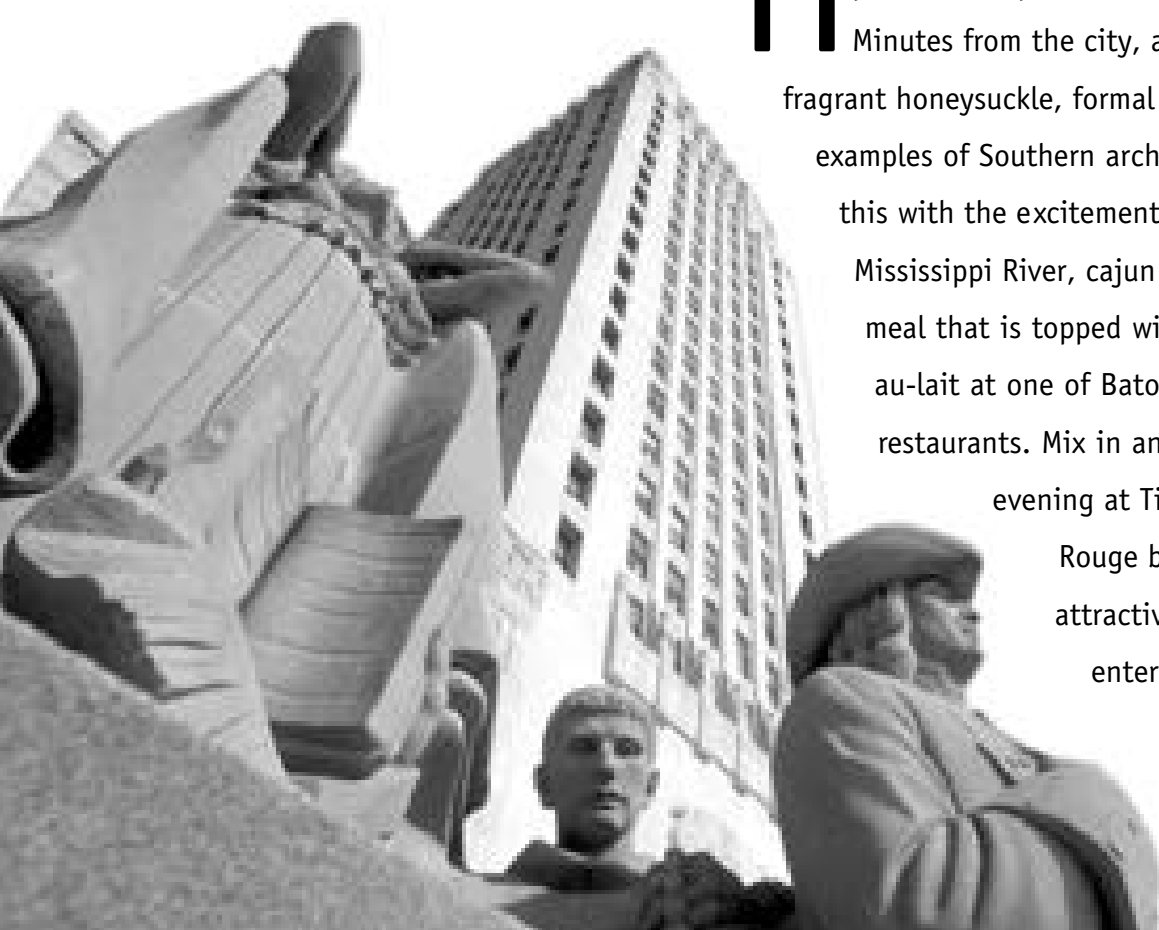 Minutes from the city, a
fragrant honeysuckle, formal
examples of Southern arch
this with the excitement
Mississippi River, cajun
meal that is topped wi
au-lait at one of Bato
restaurants. Mix in an
evening at Ti
Rouge b
attractiv
enter